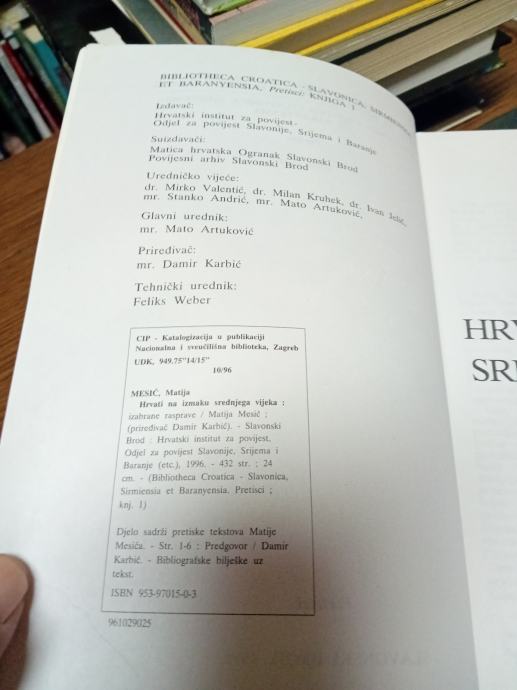 BIBLIOTHECA CROATICA - SLAVONICA, SIRMIENSIA
ET BARANYENSIA, Pretisci: KNJIGA 1
Izdavač:
Hrvatski institut za povijest-
Odjel za povijest Slavonije, Srijema i Baranje
Suizdavači:
Matica hrvatska Ogranak Slavonski Brod
Povijesni arhiv Slavonski Brod
Uredničko vijeće:
dr. Mirko Valentić, dr. Milan Kruhek, dr. Ivan Jelić,
mr. Stanko Andrić, mr. Mato Artuković,
Glavni urednik:
mr. Mato Artuković
Priređivač:
mr. Damir Karbić
Tehnički urednik:
Feliks Weber
CIP - Katalogizacija u publikaciji
Nacionalna i sveučilišna biblioteka, Zagreb
UDK, 949.75"14/15"
10/96
MESIĆ, Matija
Hrvati na izmaku srednjega vijeka :
izabrane rasprave / Matija Mesić ;
(priređivač Damir Karbić). - Slavonski
Brod : Hrvatski institut za povijest,
Odjel za povijest Slavonije, Srijema i
Baranje (etc.), 1996. - 432 str. ; 24
cm. - (Bibliotheca Croatica - Slavonica,
Sirmiensia et Baranyensia. Pretisci ;
knj. 1)
Djelo sadrži pretiske tekstova Matije
Mesića. - Str. 1-6 : Predgovor / Damir
Karbić. - Bibliografske bilješke uz
tekst.
ISBN 953-97015-0-3
961029025
HRV
SRE